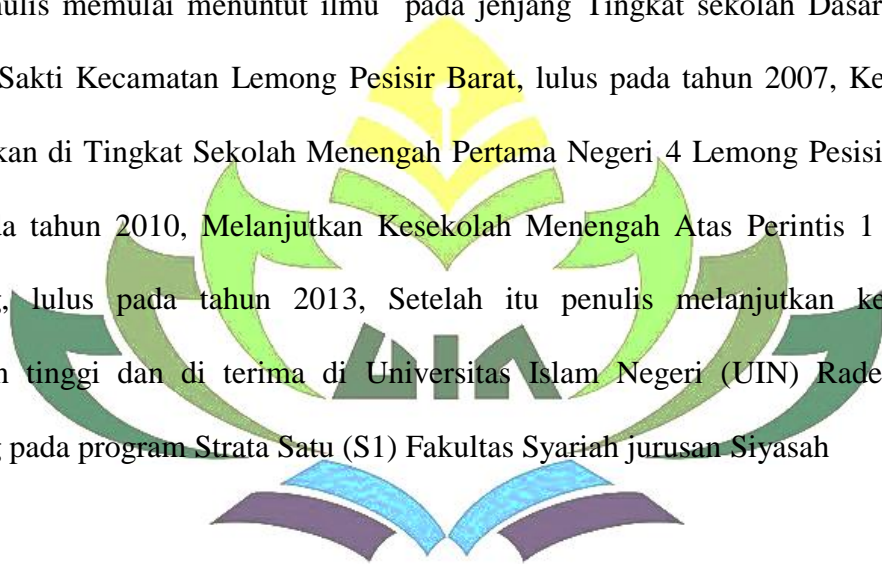 nulis memulai menuntut ilmu pada jenjang Tingkat sekolah Dasar
Sakti Kecamatan Lemong Pesisir Barat, lulus pada tahun 2007, Ke
kan di Tingkat Sekolah Menengah Pertama Negeri 4 Lemong Pesisi
da tahun 2010, Melanjutkan Kesekolah Menengah Atas Perintis 1
g, lulus pada tahun 2013, Setelah itu penulis melanjutkan ke
n tinggi dan di terima di Universitas Islam Negeri (UIN) Rade
g pada program Strata Satu (S1) Fakultas Syariah jurusan Siyasah
UIN